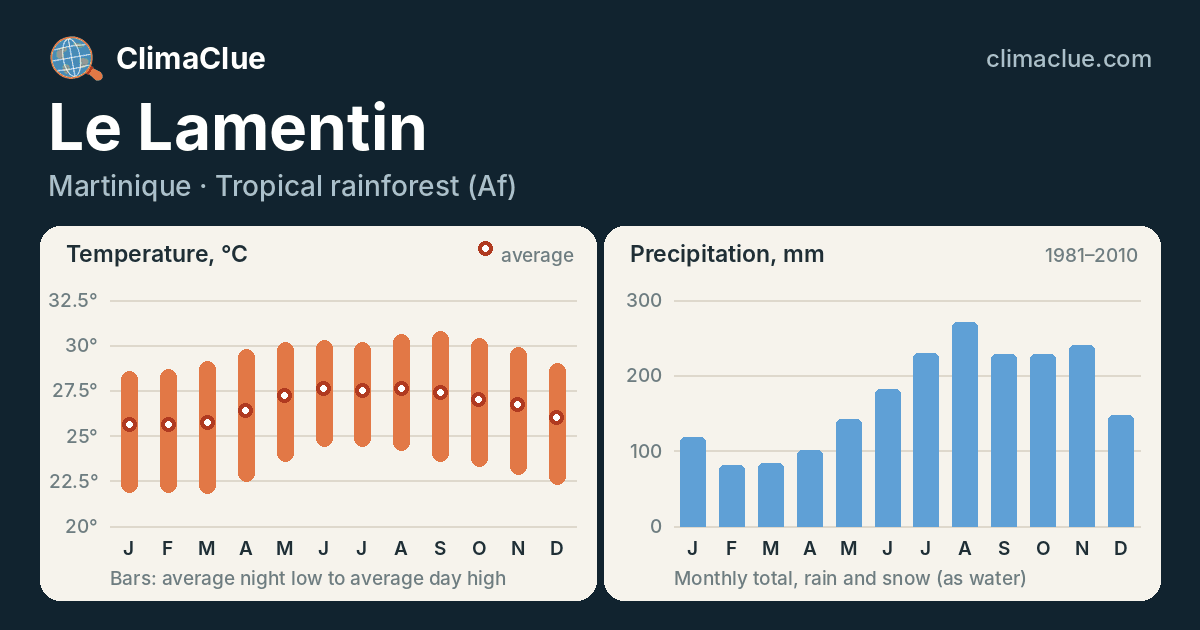 ClimaClue
climaclue.com
Le Lamentin
Martinique · Tropical rainforest (Af)
Temperature, °C
average
32.5°
30°
27.5°
25°
22.5°
20°
J F M A M J J A S O N D
Bars: average night low to average day high
Precipitation, mm
1981–2010
300
200
100
0
J F M A M J J A S O N D
Monthly total, rain and snow (as water)